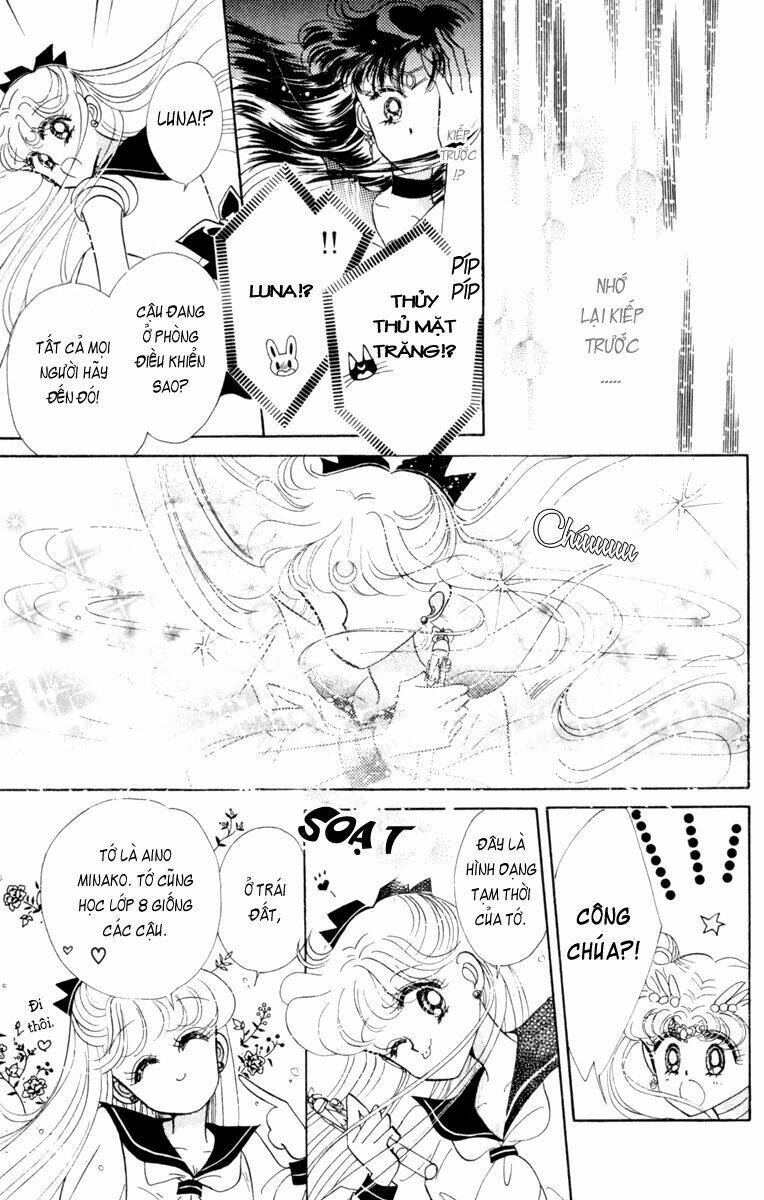 NHỚ
LẠI KIẾP
TRƯỚC
.....
KIẾP
TRƯỚC
!?
PÍP
PÍP
THỦY
THỦ MẶT
TRĂNG!?
!!
LUNA!?
LUNA!?
CẬU ĐANG
Ở PHÒNG
ĐIỀU KHIỂN
SAO?
TẤT CẢ MỌI
NGƯỜI HÃY
ĐẾN ĐÓ!
Cháuuuu
!!!
CÔNG
CHÚA?!
SOẠT
ĐÂY LÀ
HÌNH DẠNG
TẠM THỜI
CỦA TỚ.
Ở TRÁI
ĐẤT,
TỚ LÀ AINO
MINAKO. TỚ CŨNG
HỌC LỚP 8 GIỐNG
CÁC CẬU.
Đi
thôi.